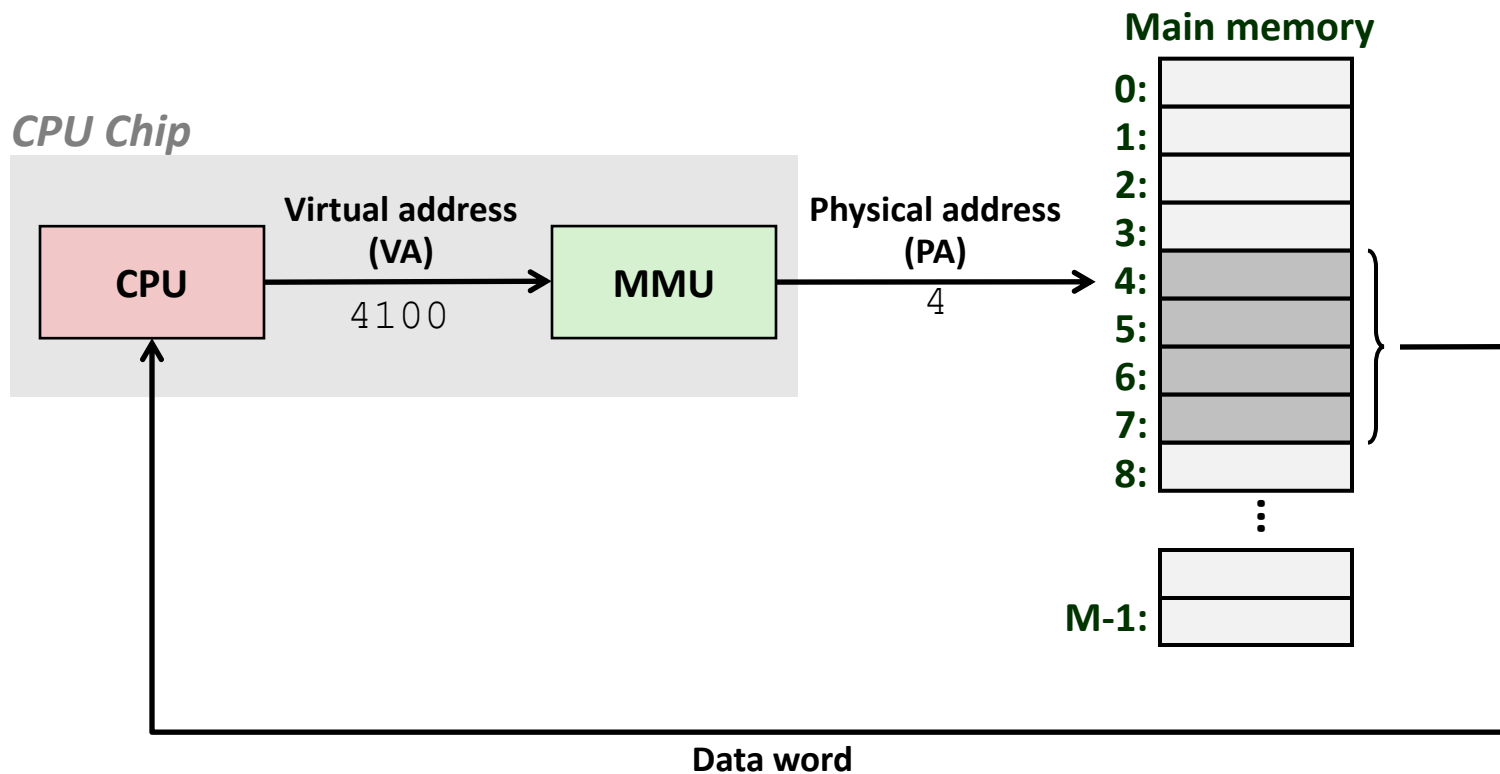 Main memory
0:
1:
2:
3:
4:
5:
6:
7:
8:
M-1:
CPU Chip
CPU
Virtual address
(VA)
4100
MMU
Physical address
(PA)
4
Data word